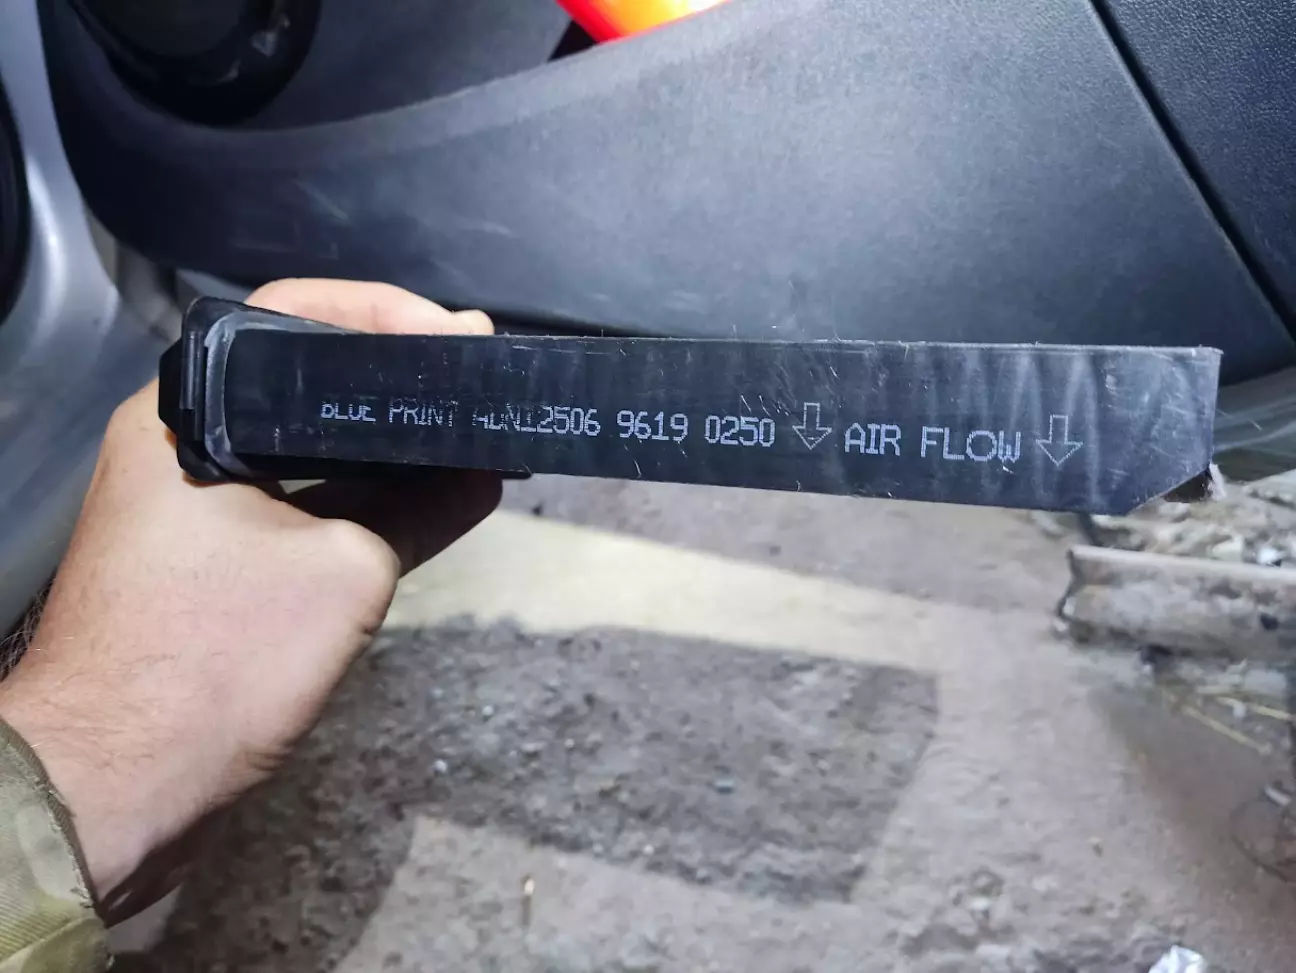 BLUE PRINT ADN12506 9619 0250 ⇩ AIR FLOW ⇩